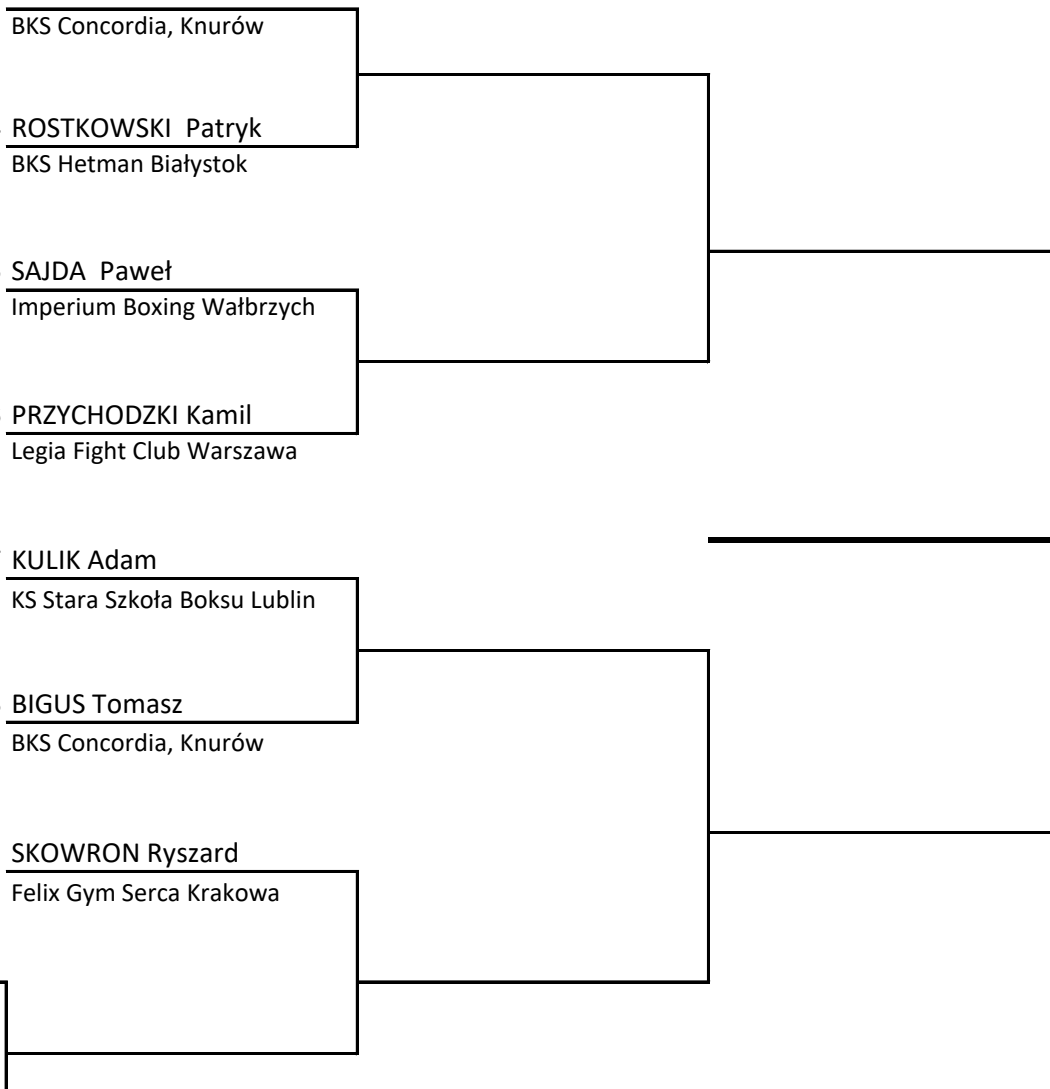 BKS Concordia, Knurów
ROSTKOWSKI  Patryk
BKS Hetman Białystok
SAJDA  Paweł
Imperium Boxing Wałbrzych
PRZYCHODZKI Kamil
Legia Fight Club Warszawa
KULIK Adam
KS Stara Szkoła Boksu Lublin
BIGUS Tomasz
BKS Concordia, Knurów
SKOWRON Ryszard
Felix Gym Serca Krakowa